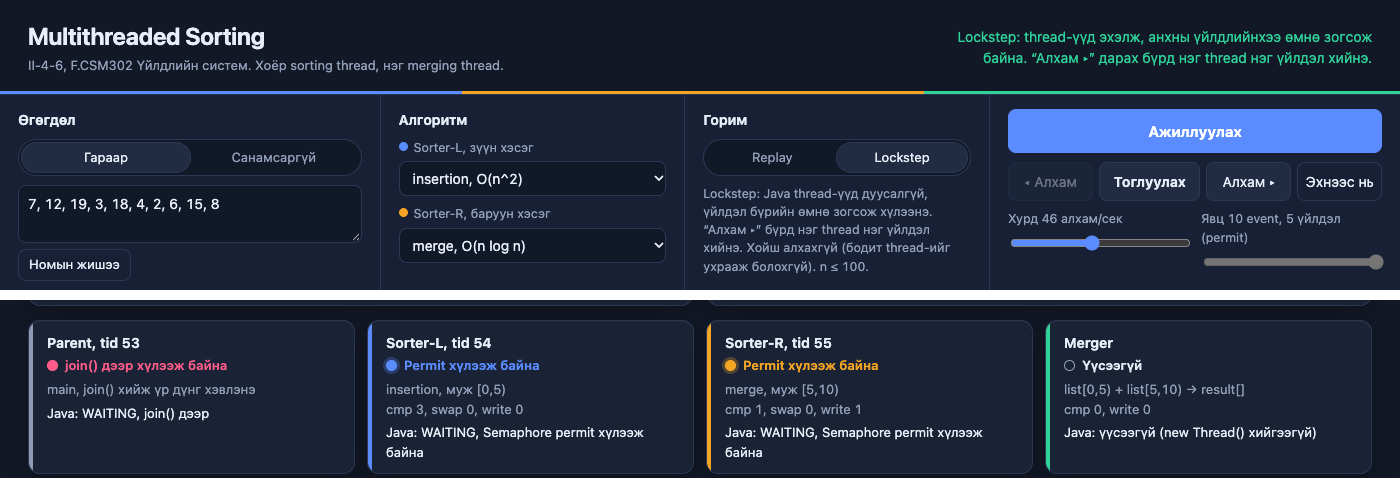 Multithreaded Sorting
II-4-6, F.CSM302 Үйлдлийн систем. Хоёр sorting thread, нэг merging thread.
Lockstep: thread-үүд эхэлж, анхны үйлдлийнхээ өмнө зогсож
байна. “Алхам ▸” дарах бүрд нэг thread нэг үйлдэл хийнэ.
Өгөгдөл
Гараар
Санамсаргүй
7, 12, 19, 3, 18, 4, 2, 6, 15, 8
Номын жишээ
Алгоритм
Sorter-L, зүүн хэсэг
insertion, O(n^2)
Sorter-R, баруун хэсэг
merge, O(n log n)
Горим
Replay
Lockstep
Lockstep: Java thread-ууд дуусалгүй,
үйлдэл бүрийн өмнө зогсож хүлээнэ.
“Алхам ▸” бүрд нэг thread нэг үйлдэл
хийнэ. Хойш алхахгүй (бодит thread-ийг
ухрааж болохгүй). n ≤ 100.
Ажиллуулах
◂ Алхам
Тоглуулах
Алхам ▸
Эхнээс нь
Хурд 46 алхам/сек
Явц 10 event, 5 үйлдэл
(permit)
Parent, tid 53
join() дээр хүлээж байна
main, join() хийж үр дүнг хэвлэнэ
Java: WAITING, join() дээр
Sorter-L, tid 54
Permit хүлээж байна
insertion, муж [0,5)
cmp 3, swap 0, write 0
Java: WAITING, Semaphore permit хүлээж
байна
Sorter-R, tid 55
Permit хүлээж байна
merge, муж [5,10)
cmp 1, swap 0, write 1
Java: WAITING, Semaphore permit хүлээж
байна
Merger
Үүсээгүй
list[0,5) + list[5,10) → result[]
cmp 0, write 0
Java: үүсээгүй (new Thread() хийгээгүй)